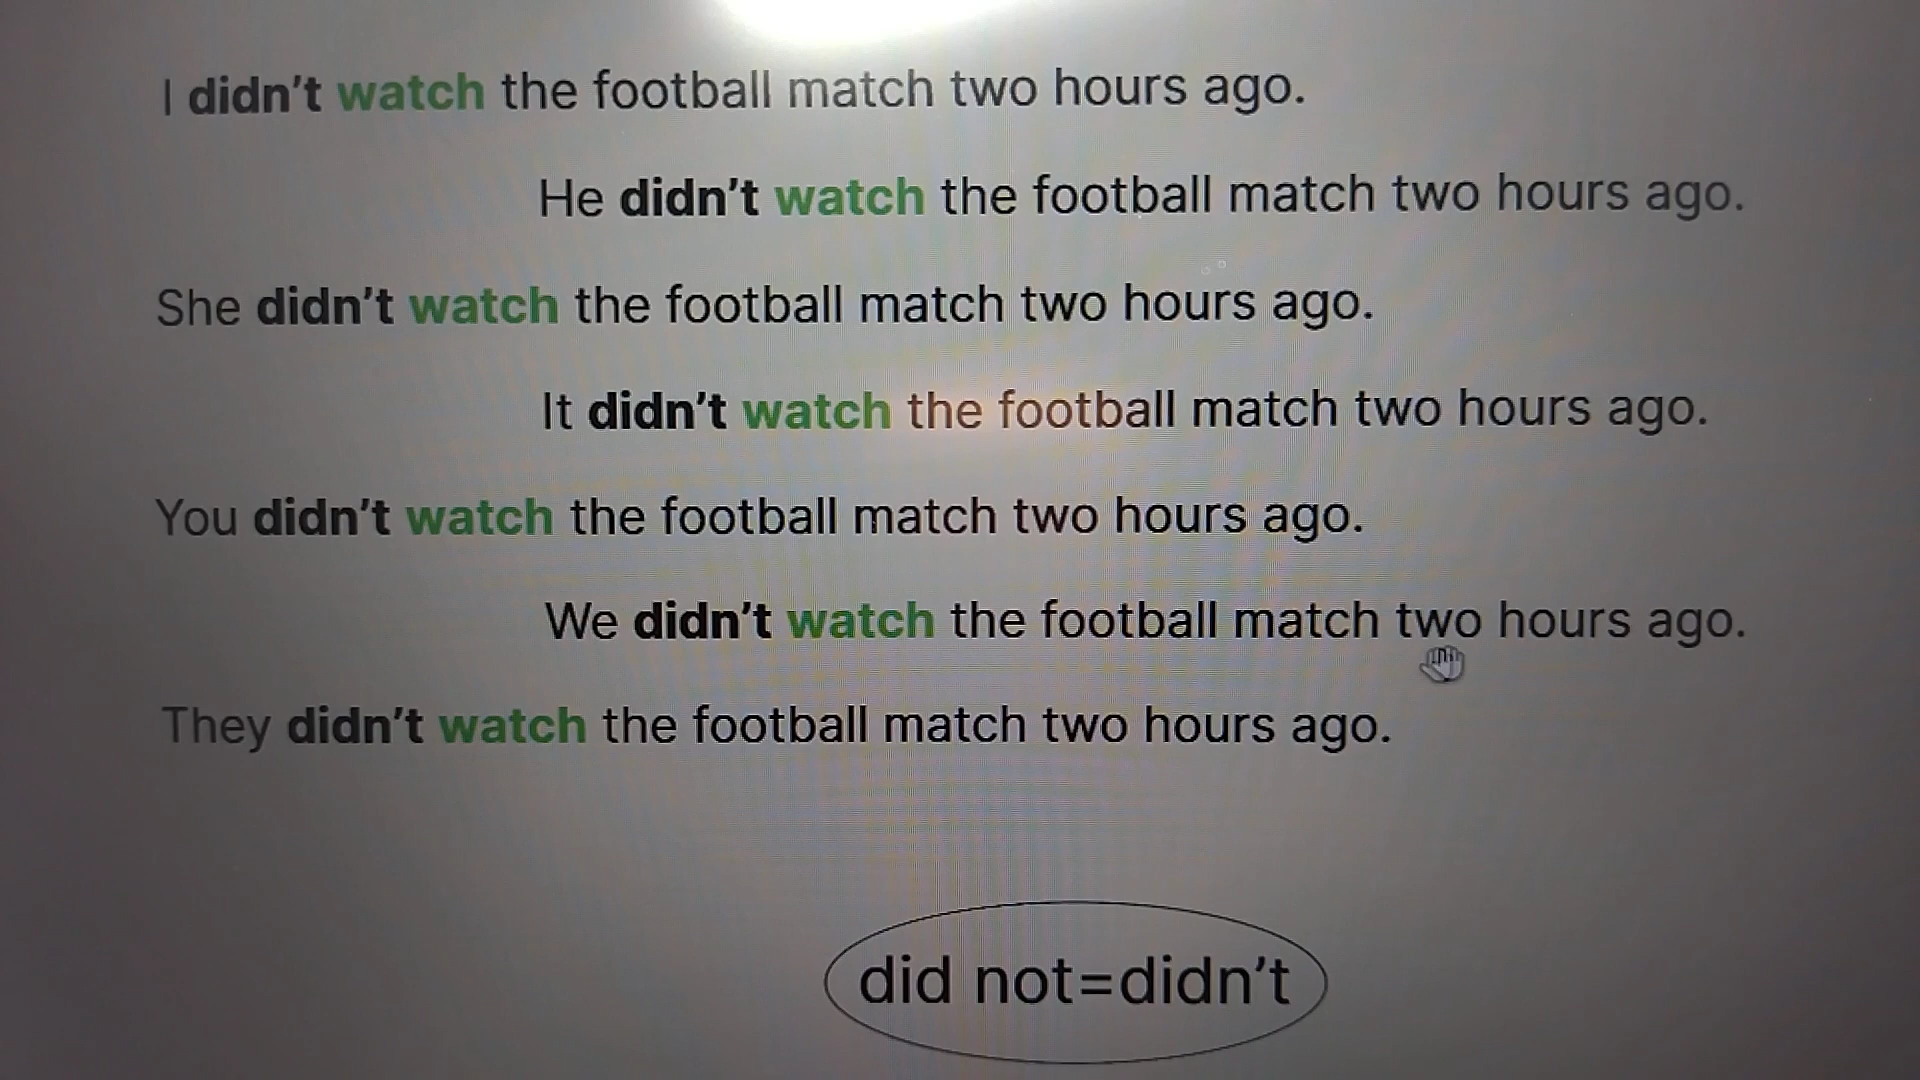 I didn’t watch the football match two hours ago.
He didn’t watch the football match two hours ago.
She didn’t watch the football match two hours ago.
It didn’t watch the football match two hours ago.
You didn’t watch the football match two hours ago.
We didn’t watch the football match two hours ago.
They didn’t watch the football match two hours ago.
did not=didn’t